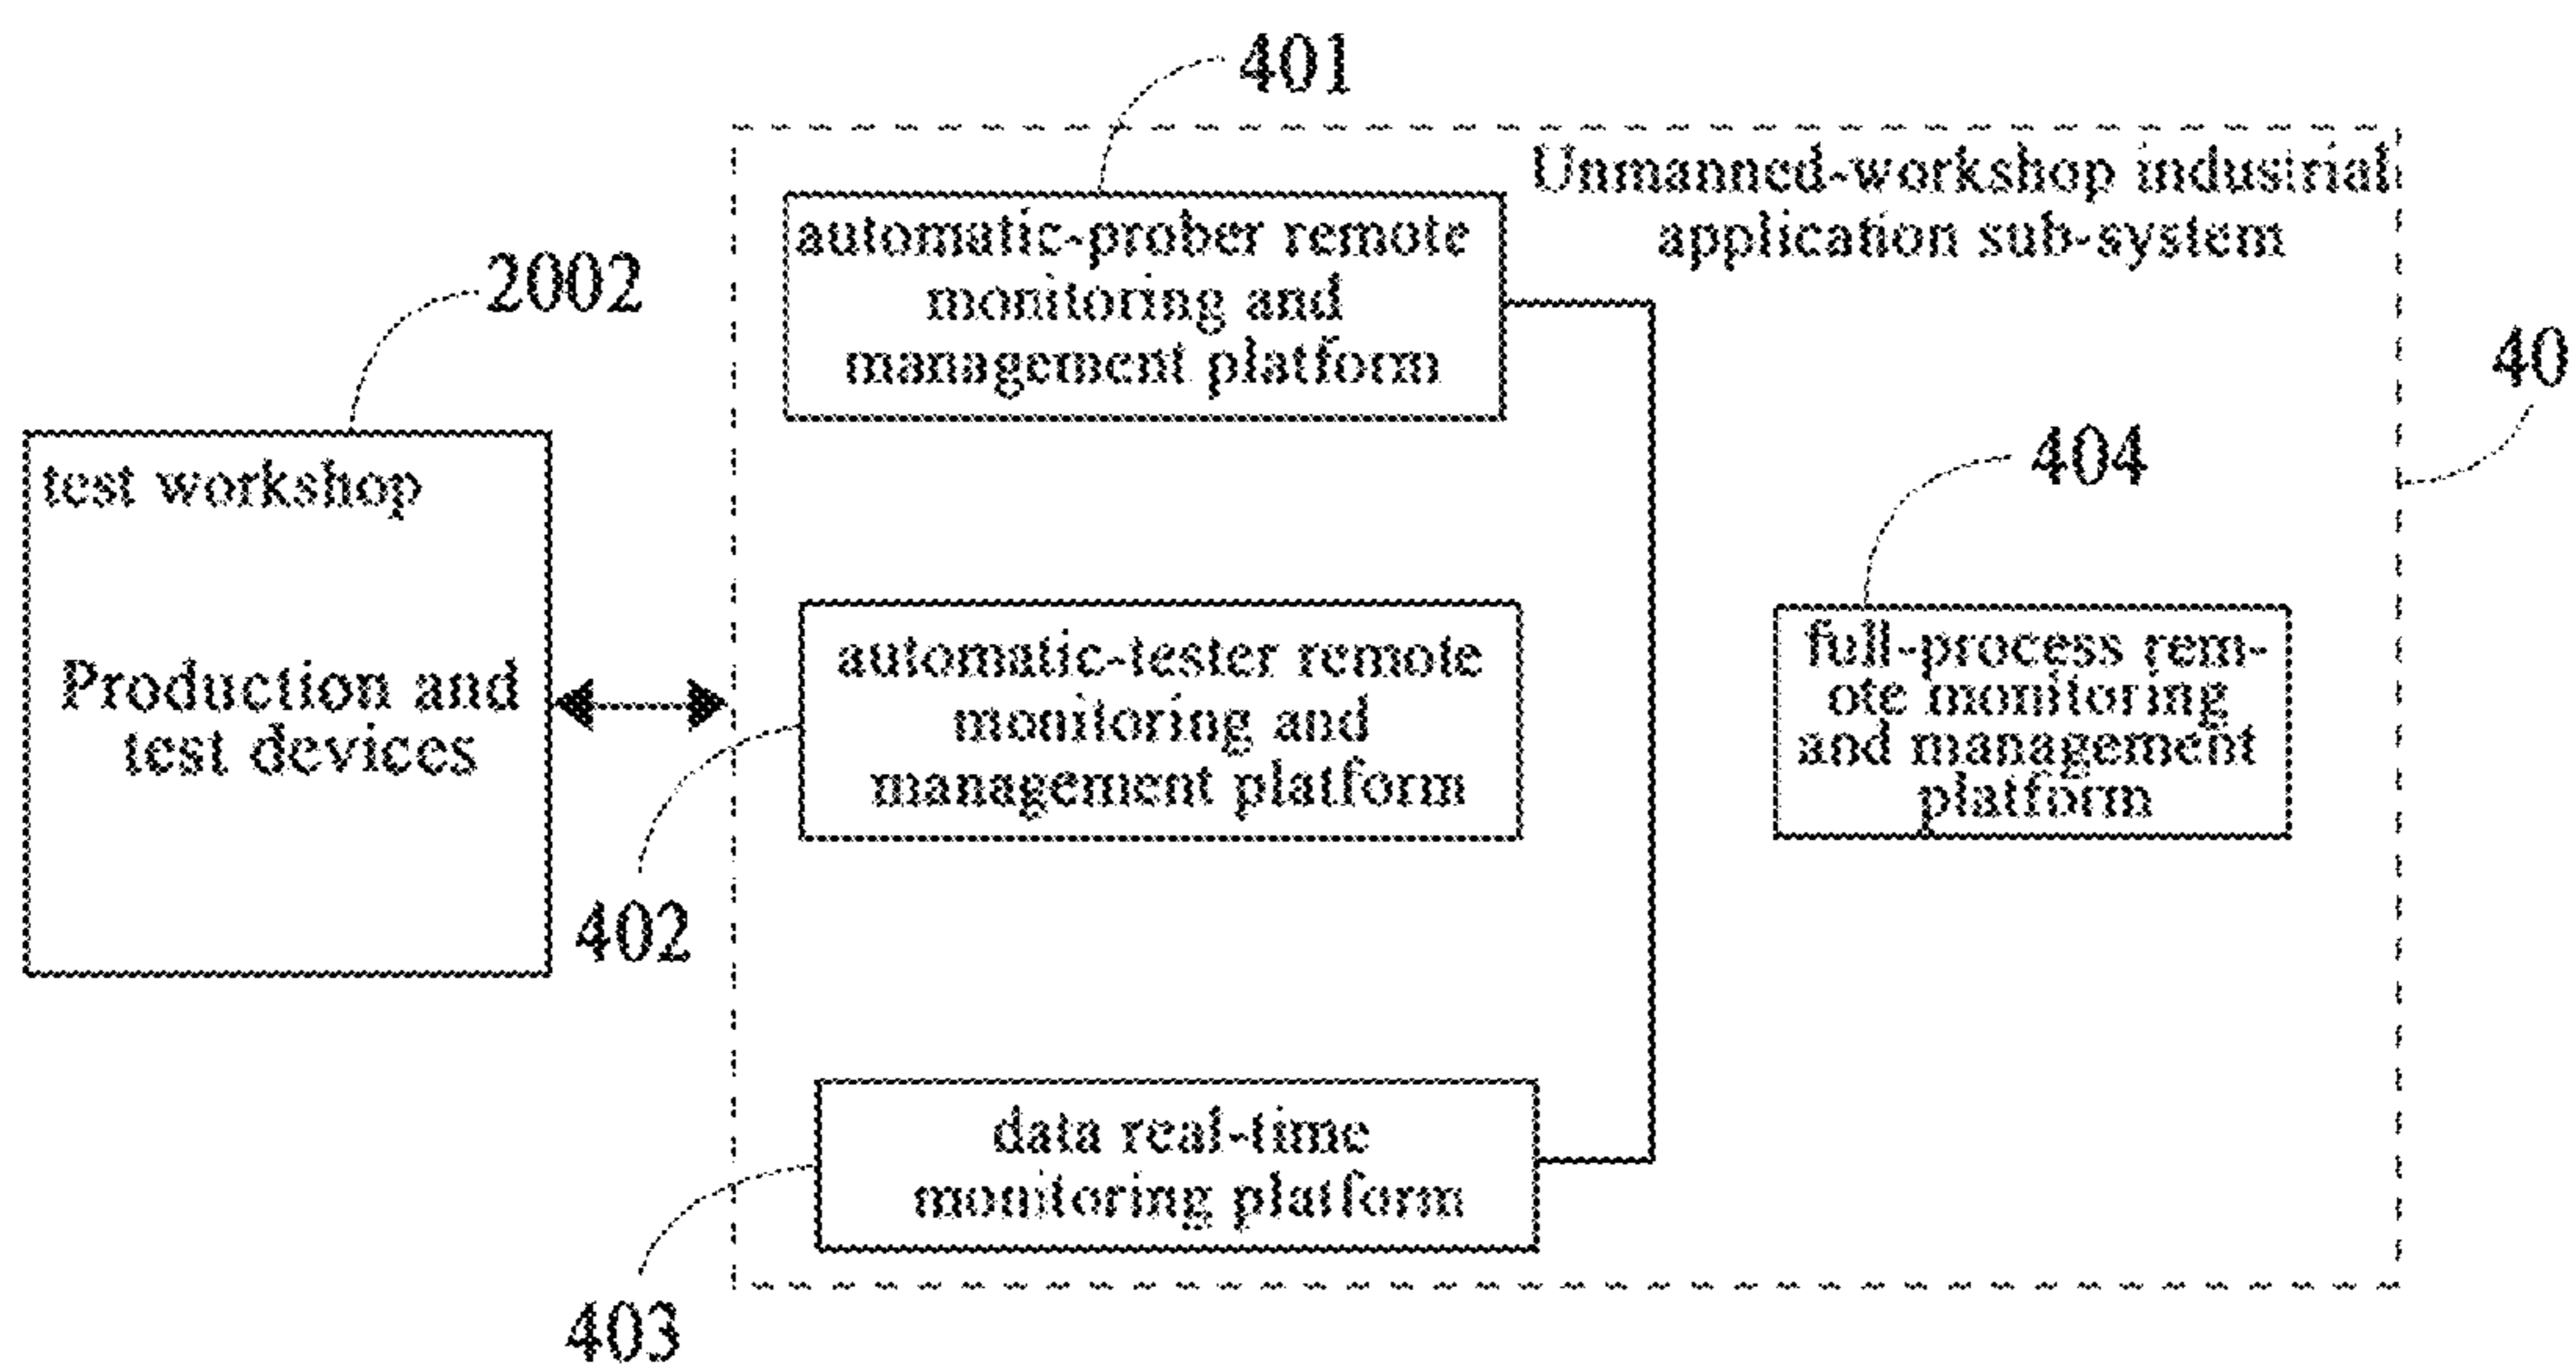 401
Unmanned-workshop industrial
application sub-system
automatic-prober remote
monitoring and
management platform
2002
40
404
test workshop
Production and
test devices
automatic-tester remote
monitoring and
management platform
full-process rem-
ote monitoring
and management
platform
402
data real-time
monitoring platform
403